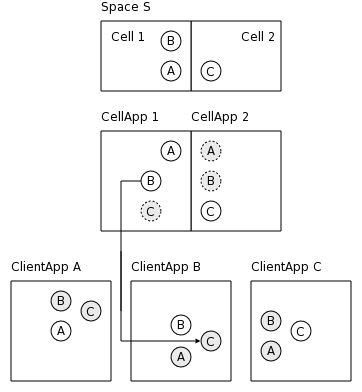 Space S
Cell 1
B
Cell 2
A
C
CellApp 1
CellApp 2
A
A
B
B
C
C
ClientApp A
ClientApp B
ClientApp C
B
C
A
B
C
A
B
C
A